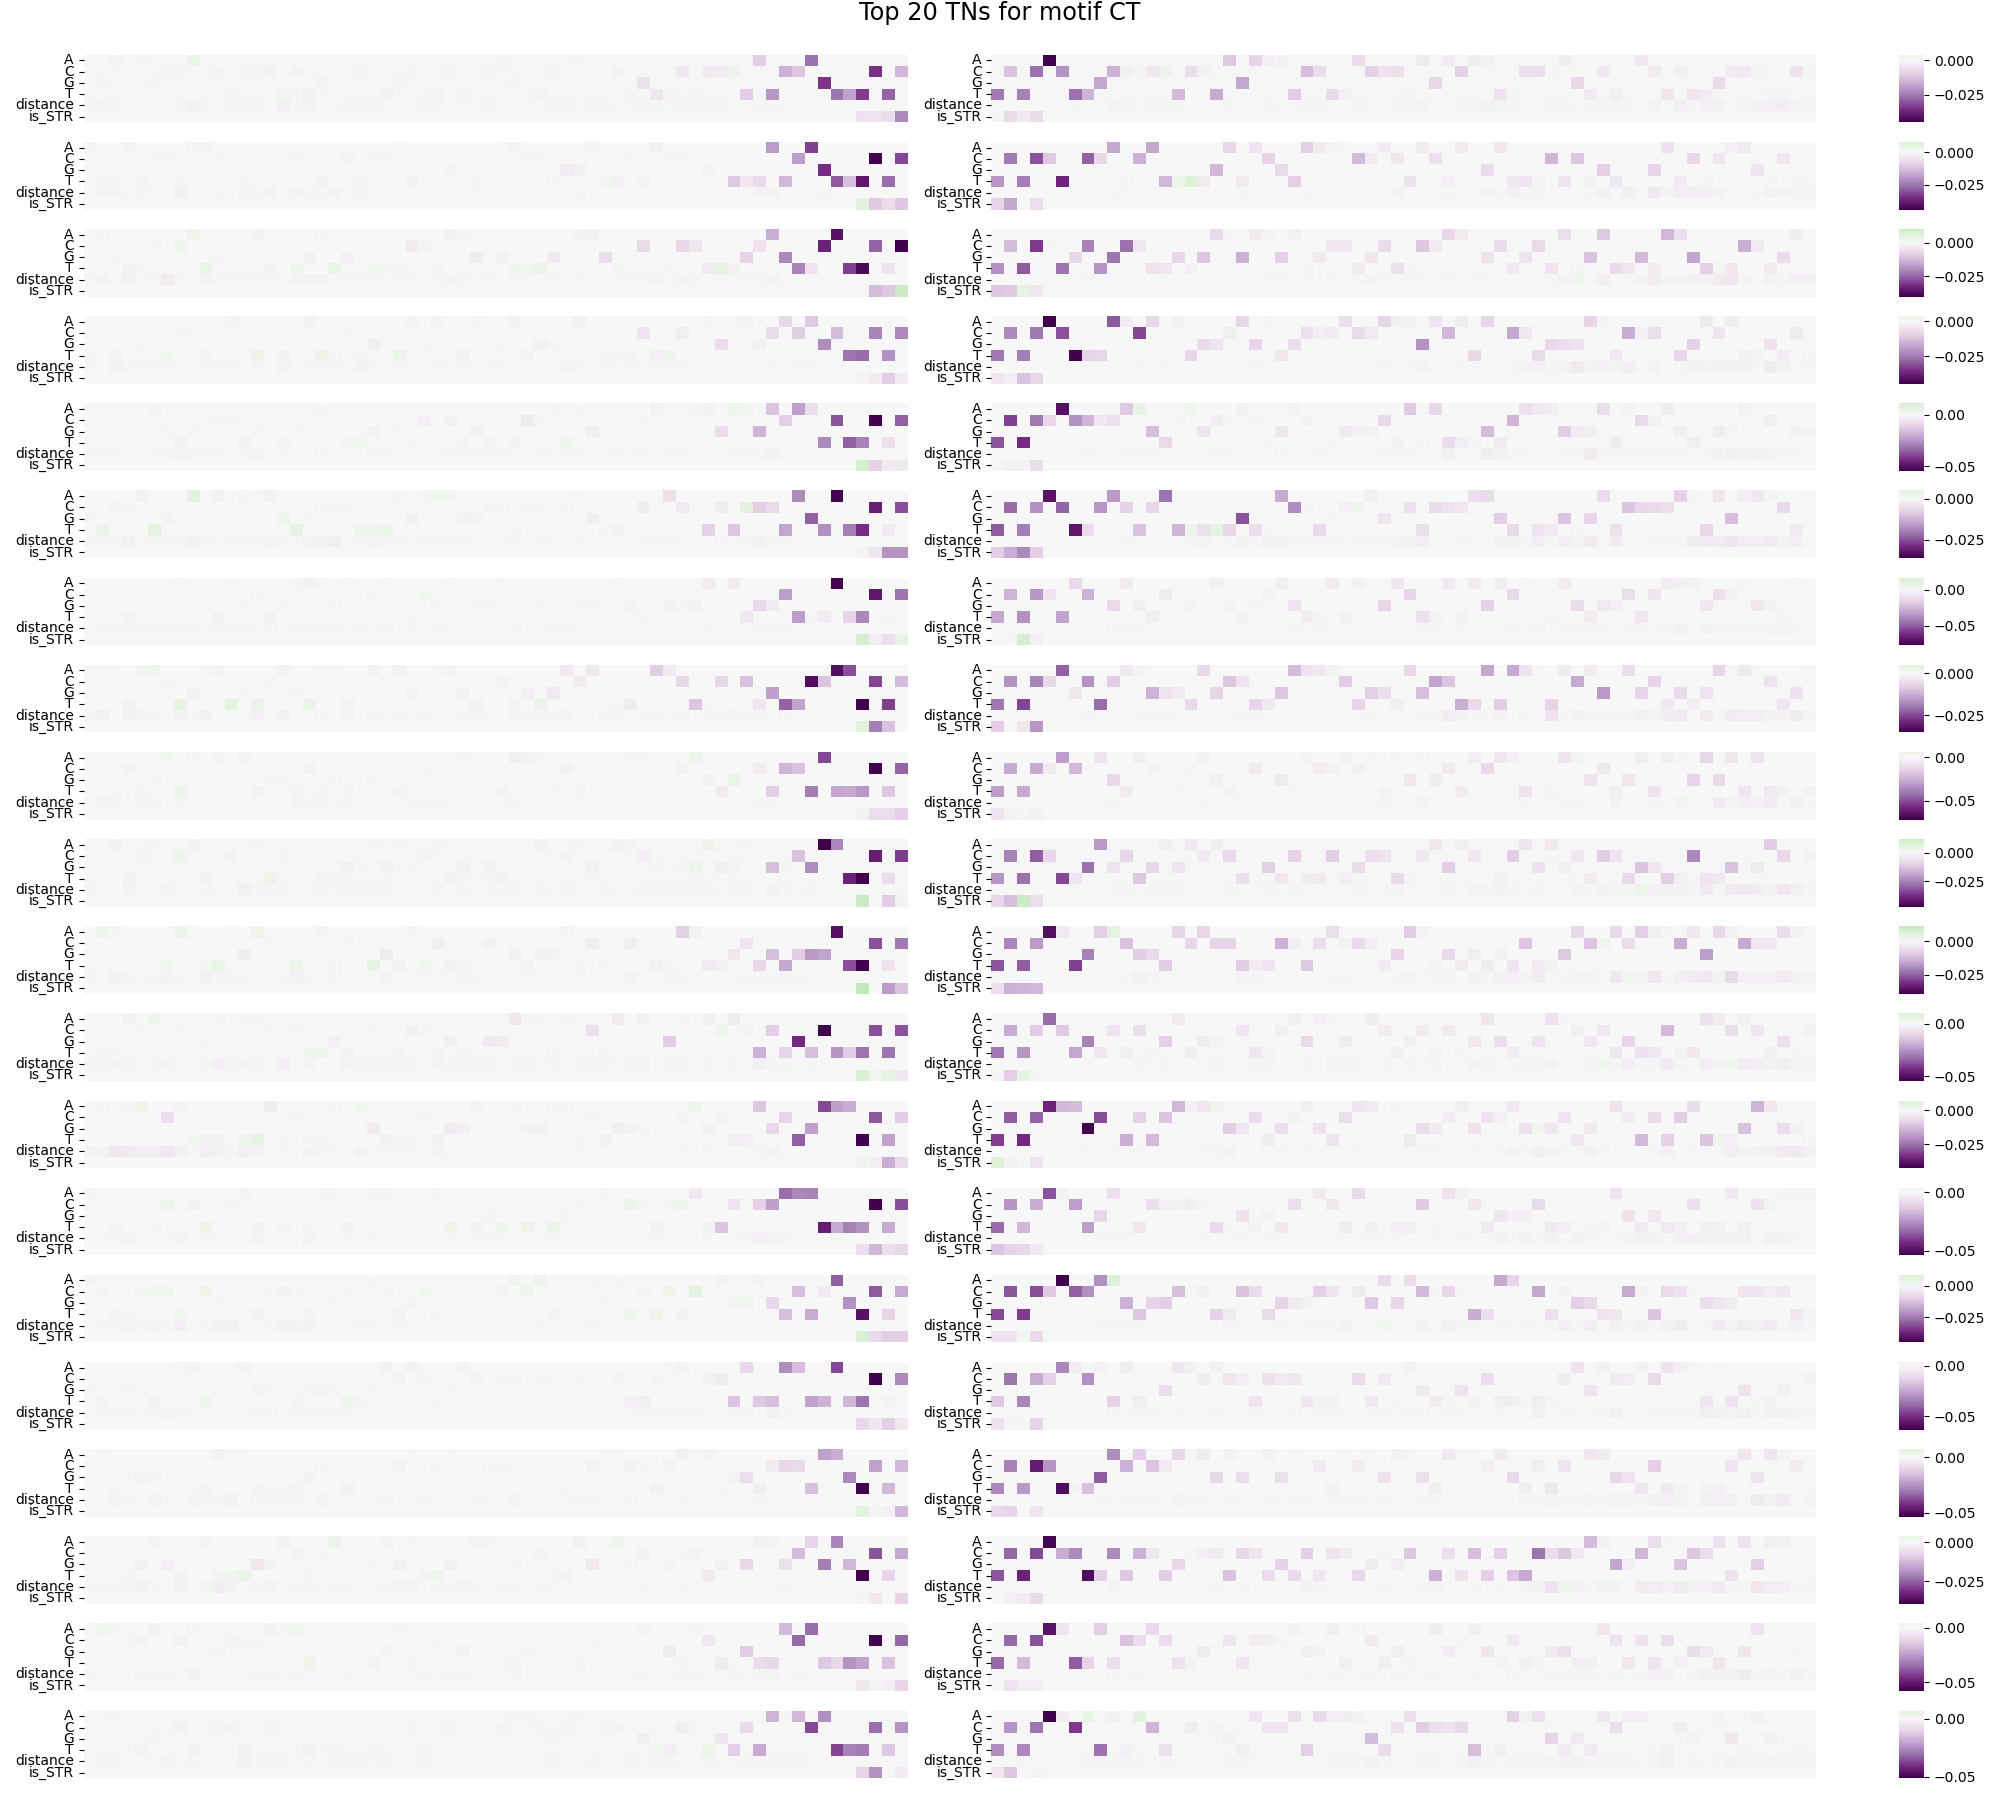 Top 20 TNs for motif CT
A A 0.000
C C
G G −0.025
T T
distance distance
is_STR is_STR
A A 0.000
C C
G G −0.025
T T
distance distance
is_STR is_STR
A A 0.000
C C
G G −0.025
T T
distance distance
is_STR is_STR
A A 0.000
C C
G G −0.025
T T
distance distance
is_STR is_STR
A A 0.00
C C
G G
T T
distance distance
is_STR is_STR −0.05
A A 0.000
C C
G G
T T −0.025
distance distance
is_STR is_STR
A A 0.00
C C
G G
T T −0.05
distance distance
is_STR is_STR
A A 0.000
C C
G G
T T −0.025
distance distance
is_STR is_STR
A A 0.00
C C
G G
T T −0.05
distance distance
is_STR is_STR
A A 0.000
C C
G G −0.025
T T
distance distance
is_STR is_STR
A A 0.000
C C
G G
T T −0.025
distance distance
is_STR is_STR
A A 0.00
C C
G G
T T
distance distance
is_STR is_STR −0.05
A A 0.000
C C
G G
T T −0.025
distance distance
is_STR is_STR
A A 0.00
C C
G G
T T
distance distance
is_STR is_STR −0.05
A A 0.000
C C
G G
T T −0.025
distance distance
is_STR is_STR
A A 0.00
C C
G G
T T
distance distance −0.05
is_STR is_STR
A A 0.00
C C
G G
T T
distance distance
is_STR is_STR −0.05
A A 0.000
C C
G G
T T −0.025
distance distance
is_STR is_STR
A A 0.00
C C
G G
T T
distance distance
is_STR is_STR −0.05
A A 0.00
C C
G G
T T
distance distance
is_STR is_STR −0.05